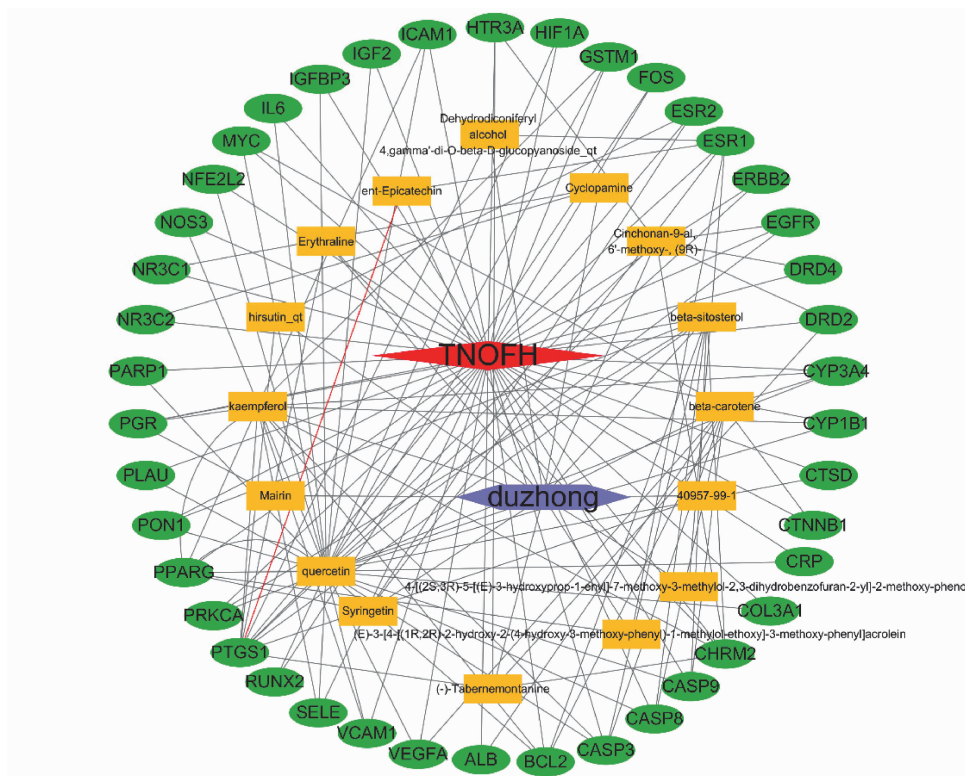 HTR3A
HIF1A
ICAM1
GSTM1
IGF2
FOS
IGFBP3
ESR2
IL6
Dehydrodiconiferyl
alcohol
4,gamma'-di-O-beta-D-glucopyanoside_qt
MYC
ESR1
NFE2L2
ent-Epicatechin
Cyclopamine
ERBB2
NOS3
Erythraline
Cinchonan-9-al,
6'-methoxy-, (9R)-
EGFR
NR3C1
DRD4
NR3C2
hirsutin_qt
beta-sitosterol
DRD2
TNOFH
PARP1
CYP3A4
kaempferol
beta-carotene
PGR
CYP1B1
PLAU
CTSD
Mairin
duzhong
40957-99-1
PON1
CTNNB1
CRP
PPARG
quercetin
4-[(2S,3R)-5-[(E)-3-hydroxyprop-1-enyl]-7-methoxy-3-methylol-2,3-dihydrobenzofuran-2-yl]-2-methoxy-pheno
PRKCA
Syringetin
COL3A1
(E)-3-[4-[(1R,2R)-2-hydroxy-2-(4-hydroxy-3-methoxy-phenyl)-1-methylol-ethoxy]-3-methoxy-phenyl]acrolein
PTGS1
CHRM2
RUNX2
(-)-Tabernemontanine
CASP9
SELE
CASP8
VCAM1
CASP3
VEGFA
ALB
BCL2